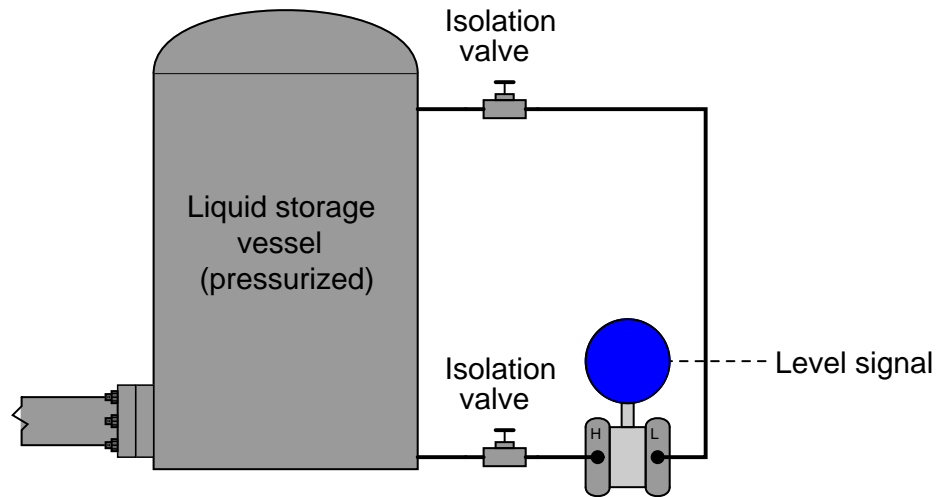 Isolation
valve
Liquid storage
vessel
(pressurized)
Isolation
valve
Level signal
H
L